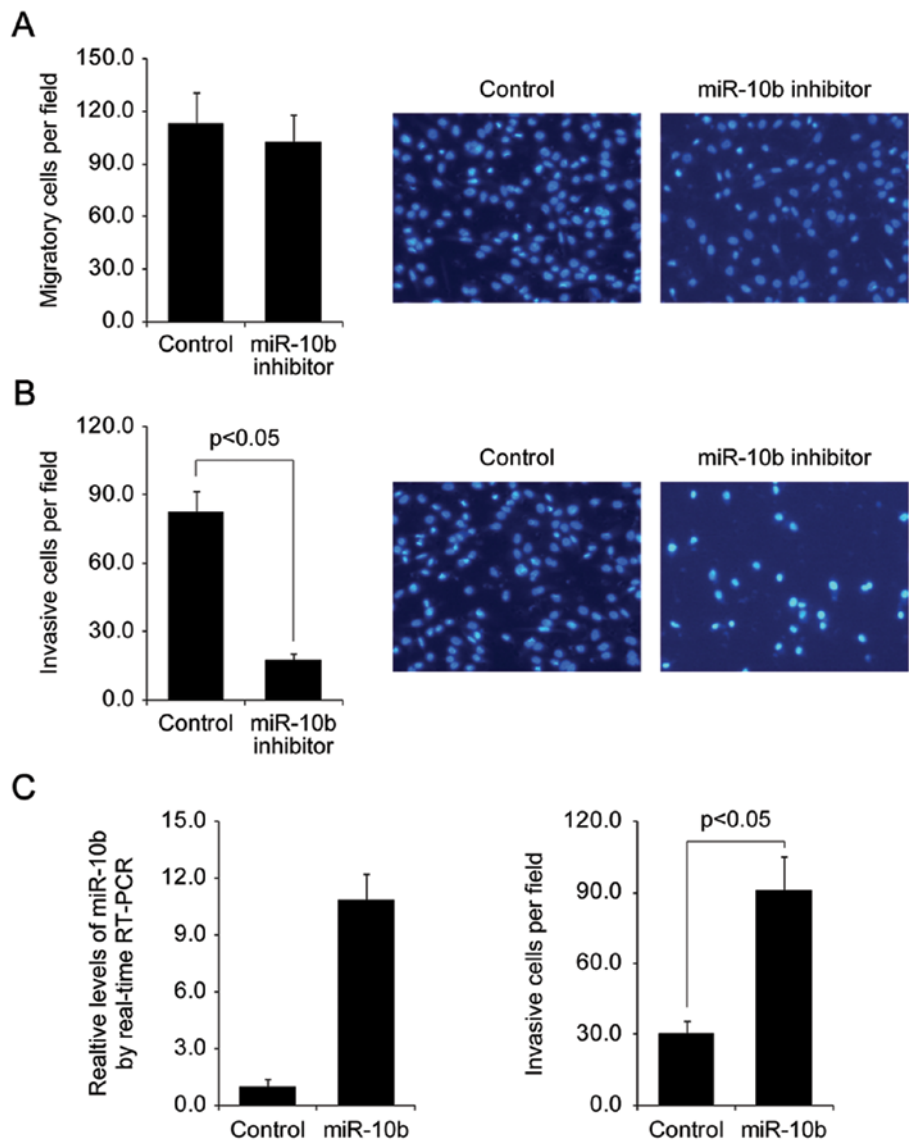 A
Migratory cells per field
150.0
120.0
90.0
60.0
30.0
0.0
Control
miR-10b
inhibitor
Control
miR-10b inhibitor
B
Invasive cells per field
120.0
90.0
60.0
30.0
0.0
p<0.05
Control
miR-10b
inhibitor
Control
miR-10b inhibitor
C
Realtive levels of miR-10b
by real-time RT-PCR
15.0
12.0
9.0
6.0
3.0
0.0
Control
miR-10b
Invasive cells per field
120.0
90.0
60.0
30.0
0.0
p<0.05
Control
miR-10b